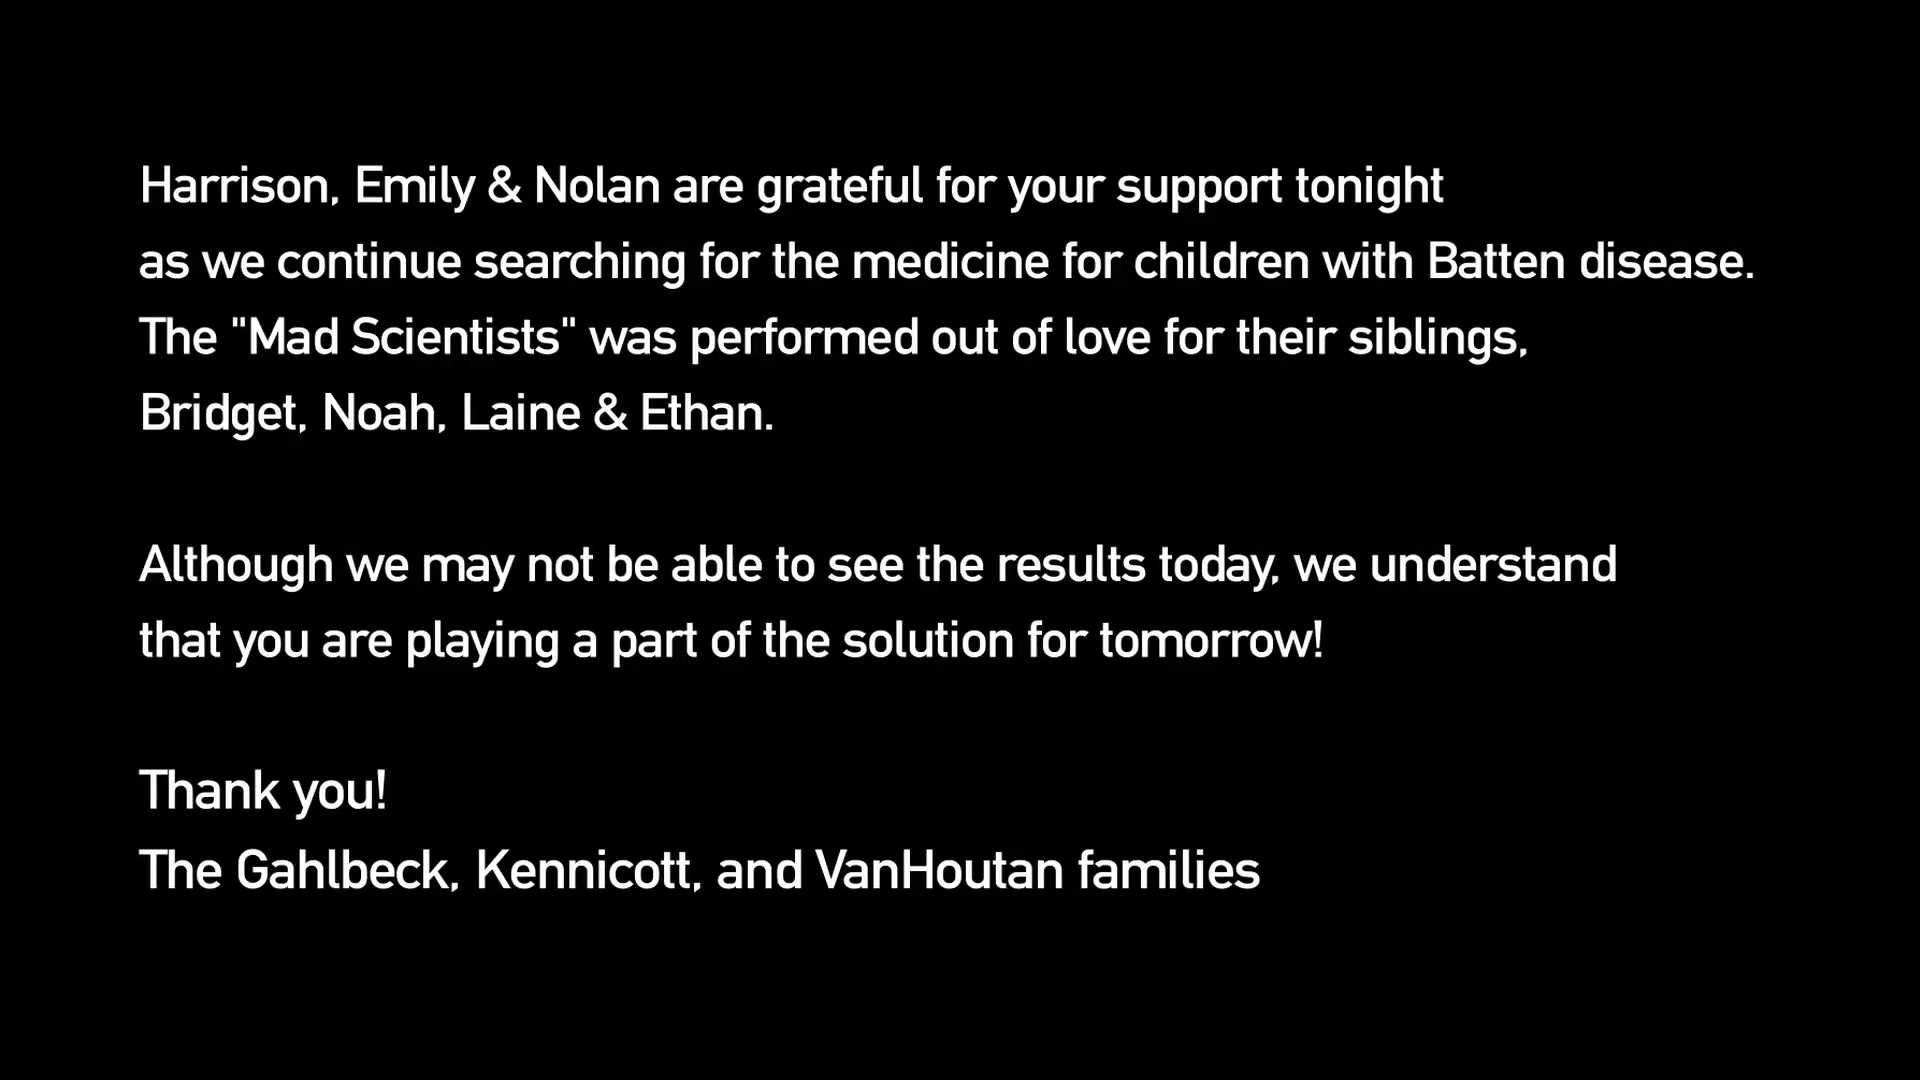 Harrison, Emily & Nolan are grateful for your support tonight
as we continue searching for the medicine for children with Batten disease.
The "Mad Scientists" was performed out of love for their siblings,
Bridget, Noah, Laine & Ethan.
Although we may not be able to see the results today, we understand
that you are playing a part of the solution for tomorrow!
Thank you!
The Gahlbeck, Kennicott, and VanHoutan families